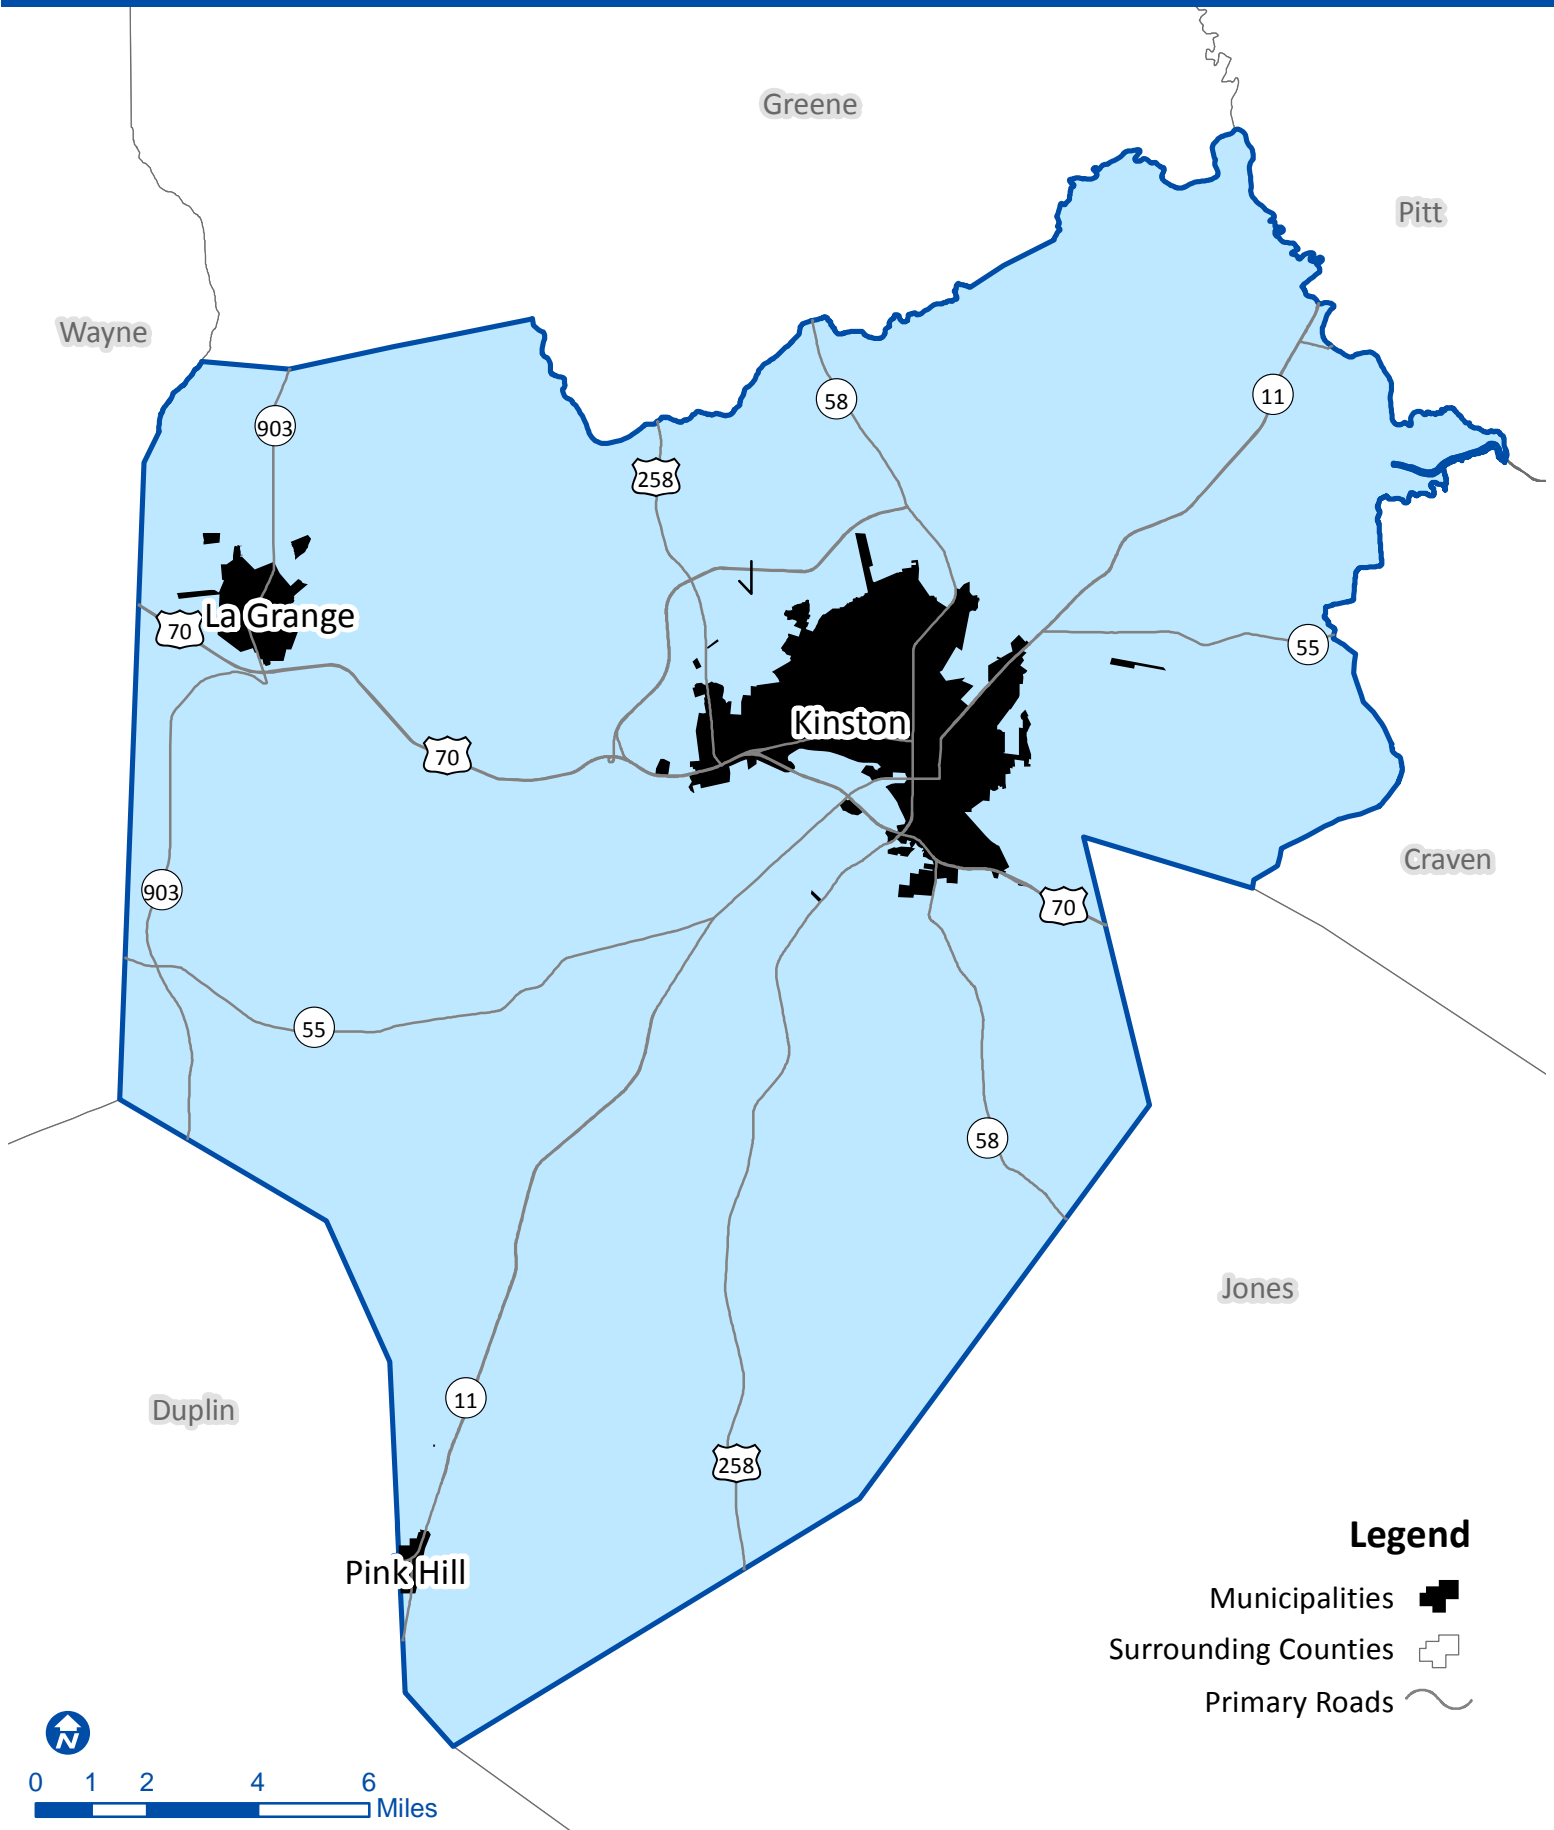 Greene
Pitt
Wayne
58
11
903
258
La Grange
70
55
Kinston
70
Craven
903
70
55
58
Jones
11
Duplin
258
Pink Hill
Legend
Municipalities
Surrounding Counties
Primary Roads
N
0 1 2 4 6
Miles